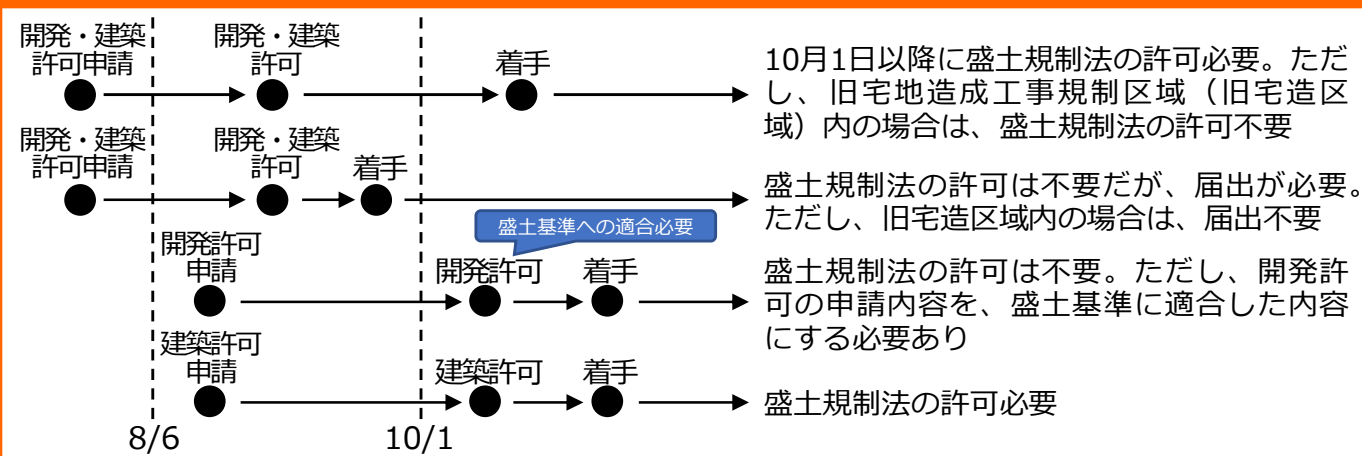 開発・建築
許可申請
開発・建築
許可
着手
10月1日以降に盛土規制法の許可必要。ただ
し、旧宅地造成工事規制区域（旧宅造区
域）内の場合は、盛土規制法の許可不要
開発・建築
許可申請
開発・建築
許可
着手
盛土規制法の許可は不要だが、届出が必要。
ただし、旧宅造区域内の場合は、届出不要
盛土基準への適合必要
開発許可
申請
開発許可
着手
盛土規制法の許可は不要。ただし、開発許
可の申請内容を、盛土基準に適合した内容
にする必要あり
建築許可
申請
建築許可
着手
盛土規制法の許可必要
8/6
10/1